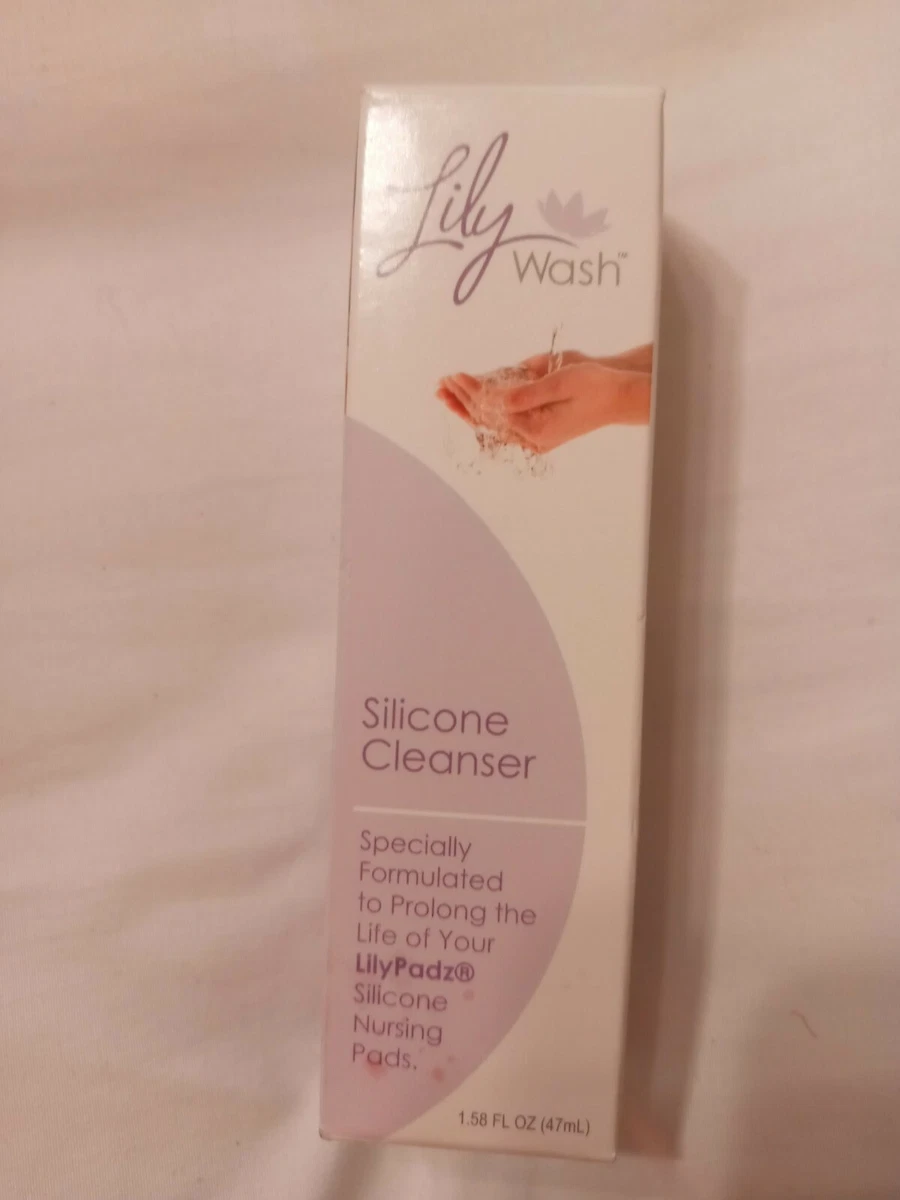 Lily
Wash™
Silicone
Cleanser
Specially
Formulated
to Prolong the
Life of Your
LilyPadz®
Silicone
Nursing
Pads.
1.58 FL OZ (47mL)